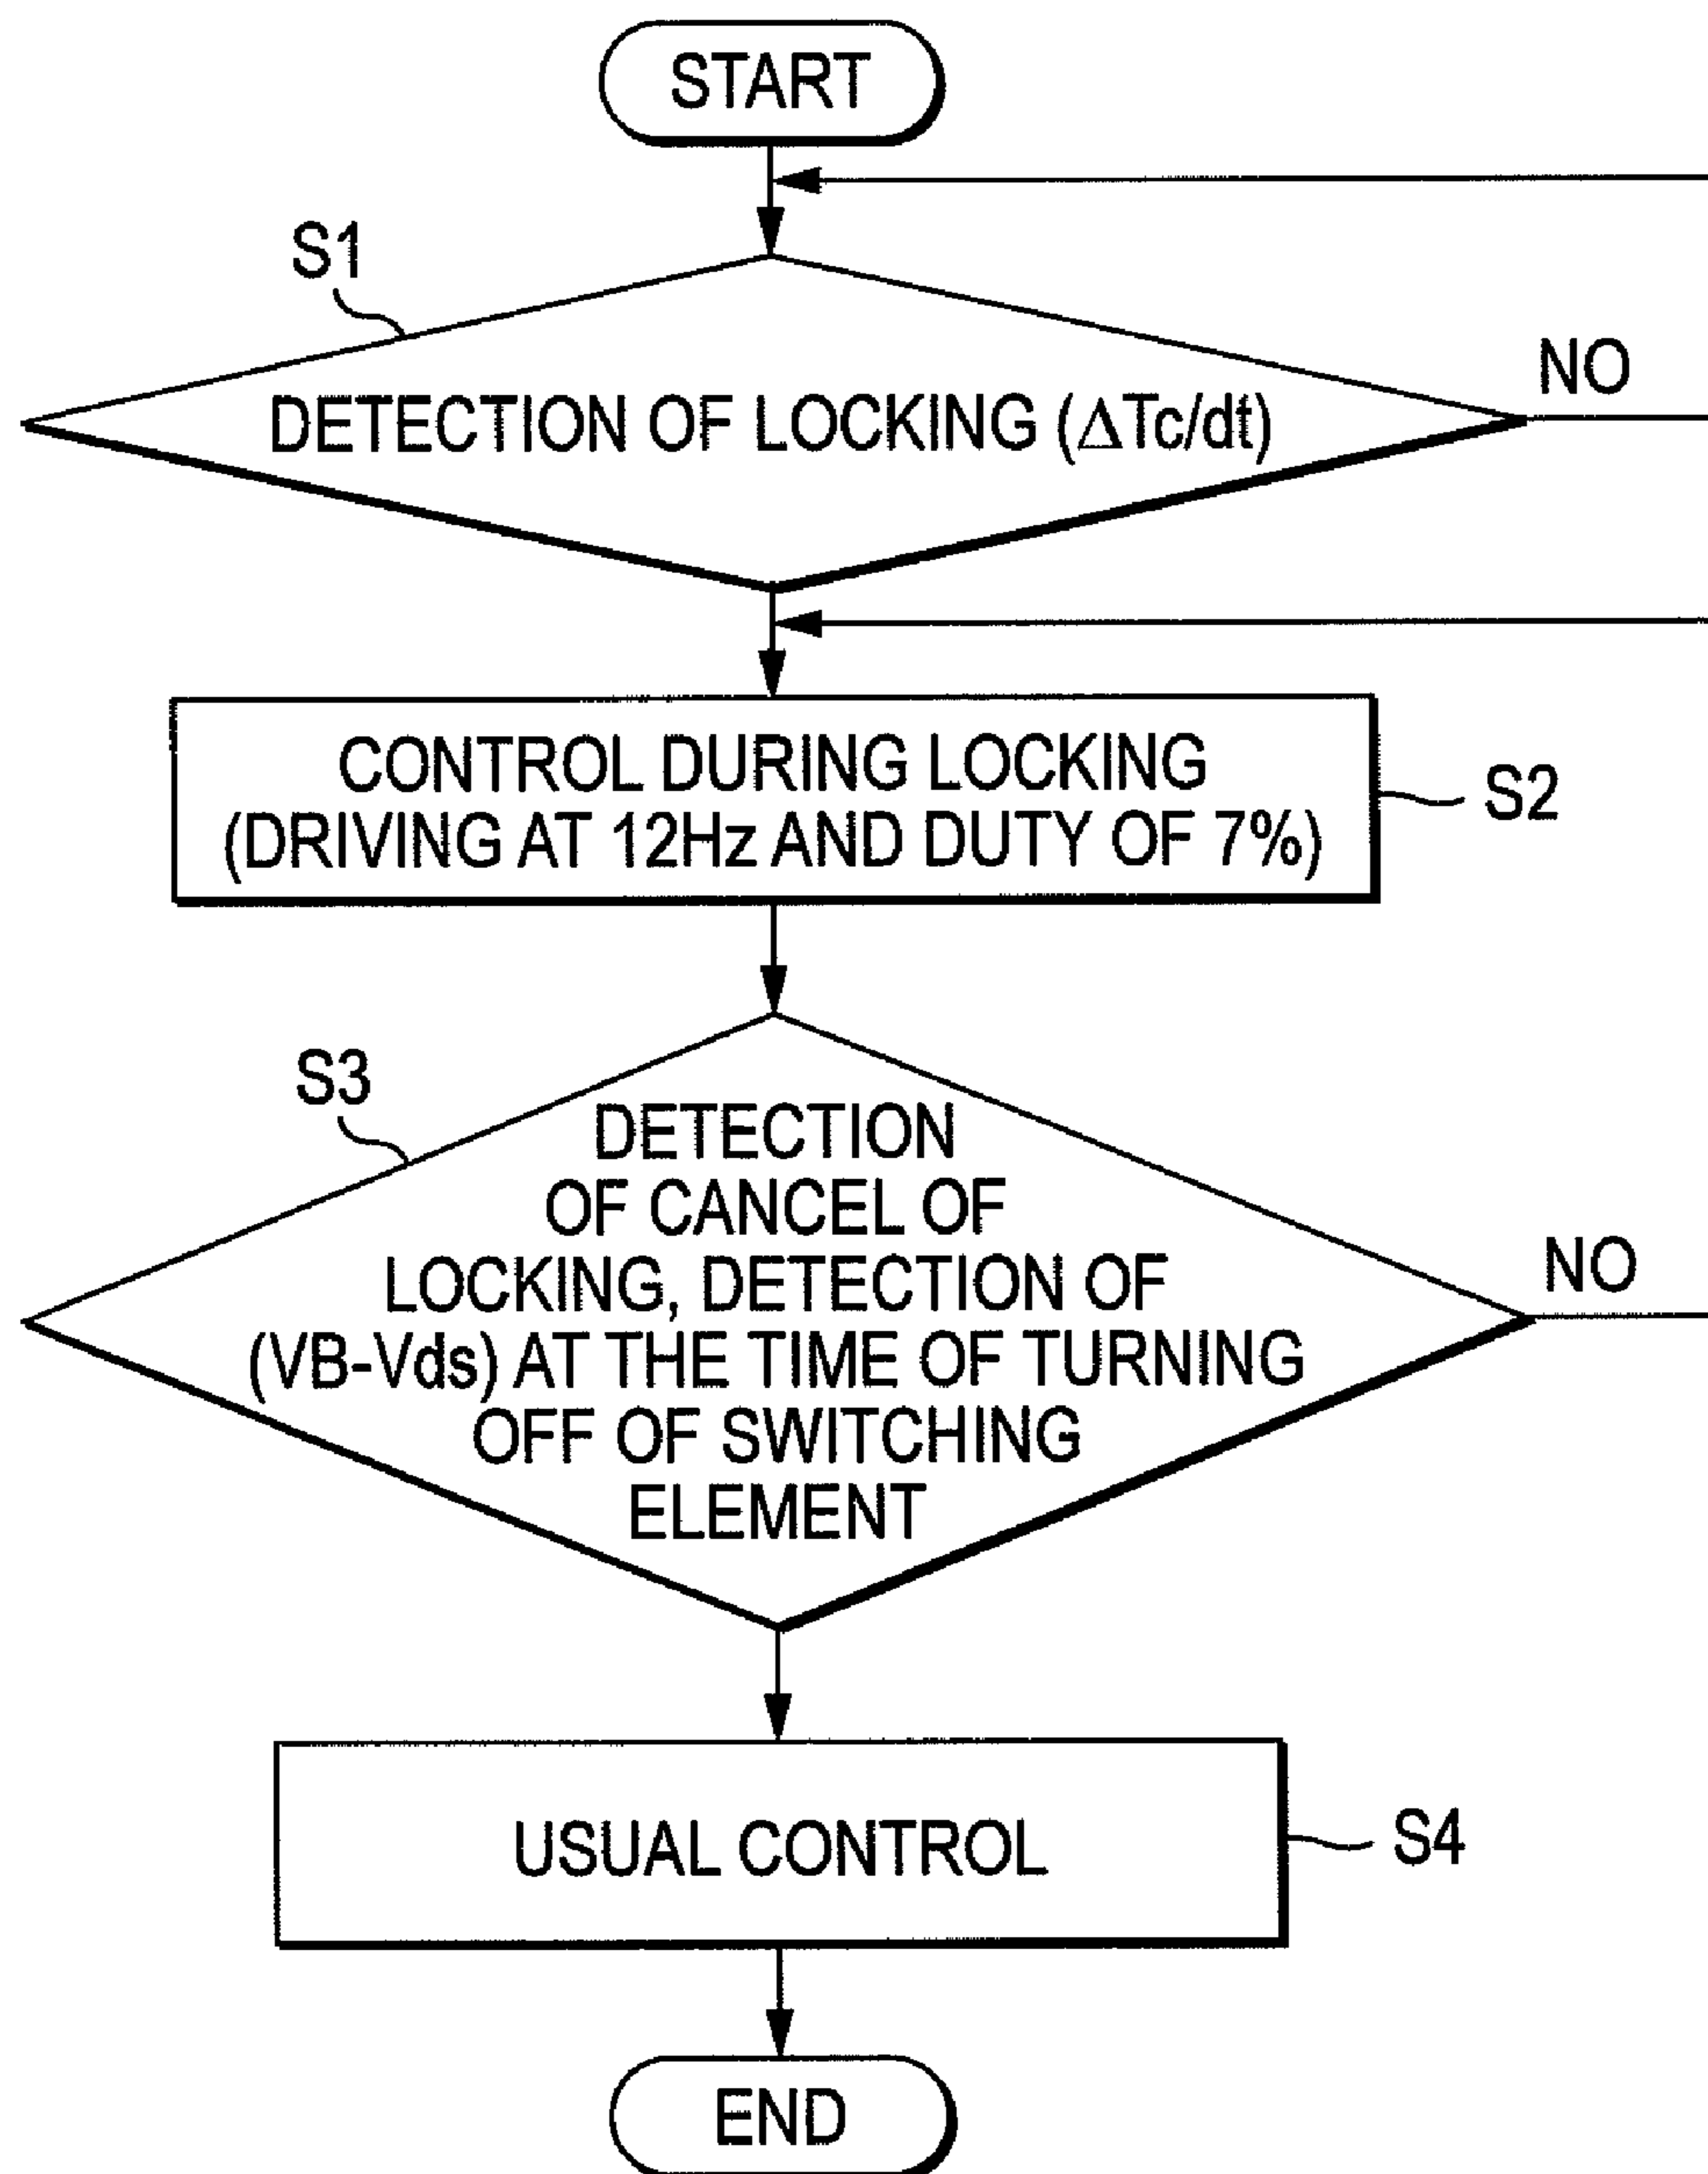 START
S1
DETECTION OF LOCKING (ΔTc/dt)
NO
CONTROL DURING LOCKING
(DRIVING AT 12Hz AND DUTY OF 7%)
S2
S3
DETECTION
OF CANCEL OF
LOCKING, DETECTION OF
(VB-Vds) AT THE TIME OF TURNING
OFF OF SWITCHING
ELEMENT
NO
USUAL CONTROL
S4
END